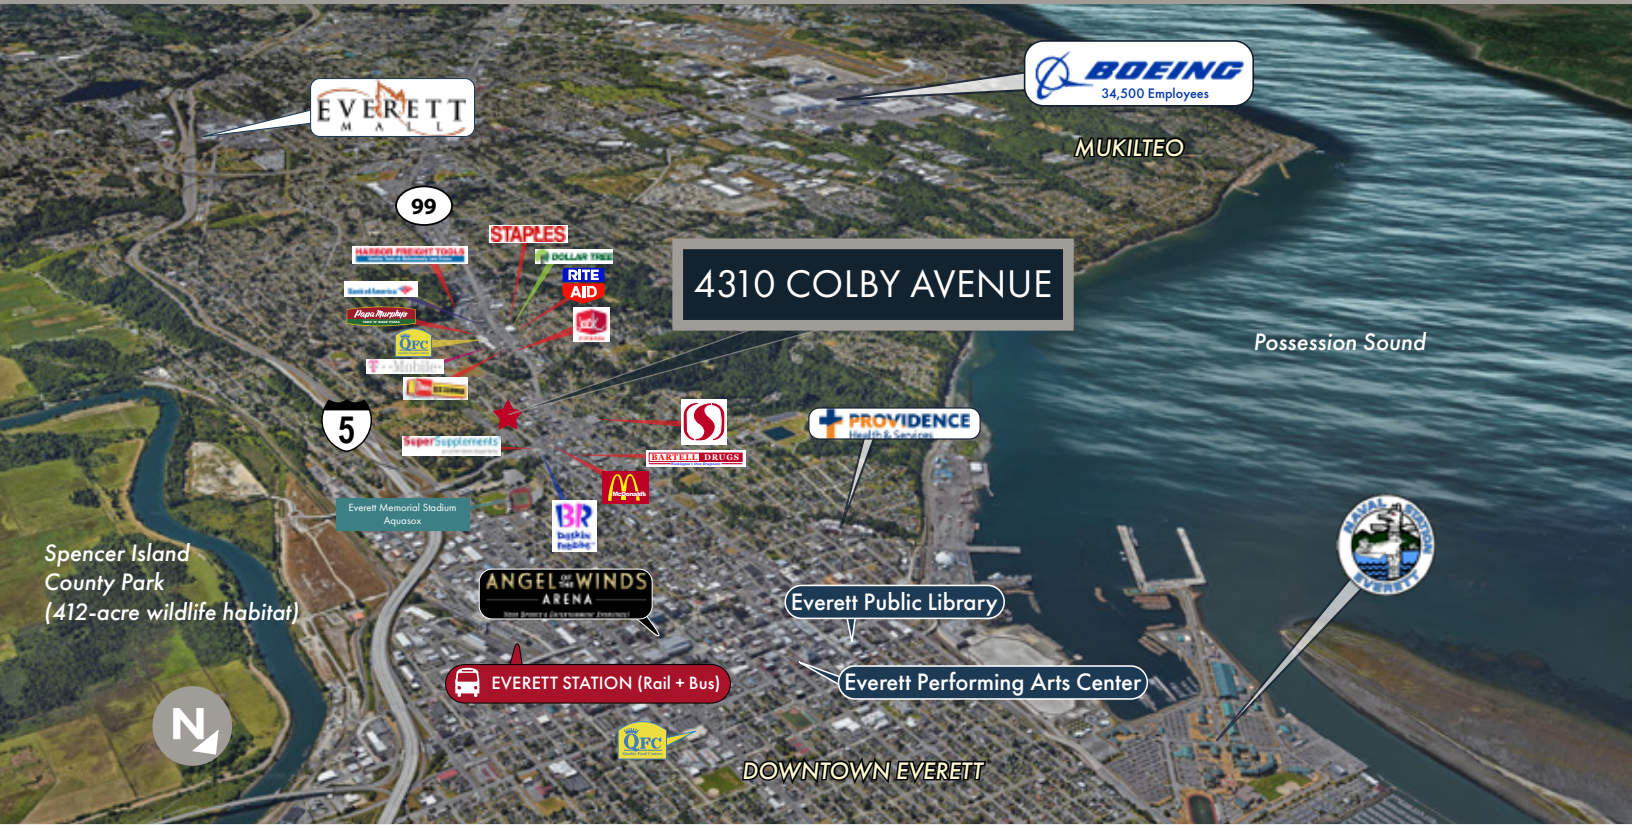 BOEING
34,500 Employees
EVERETT
MALL
MUKILTEO
99
STAPLES
HARBOR FREIGHT TOOLS
DOLLAR TREE
RITE
AID
4310 COLBY AVENUE
Bank of America
Papa Murphy's
QFC
T-Mobile
Possession Sound
5
PROVIDENCE
Health & Services
SuperSupplements
BARTELL DRUGS
McDonald's
BR
Baskin
Robbins
Everett Memorial Stadium
Aquasox
NAVAL STATION
EVERETT
Spencer Island
County Park
(412-acre wildlife habitat)
ANGEL OF THE WINDS
ARENA
Everett Public Library
EVERETT STATION (Rail + Bus)
Everett Performing Arts Center
N
QFC
DOWNTOWN EVERETT